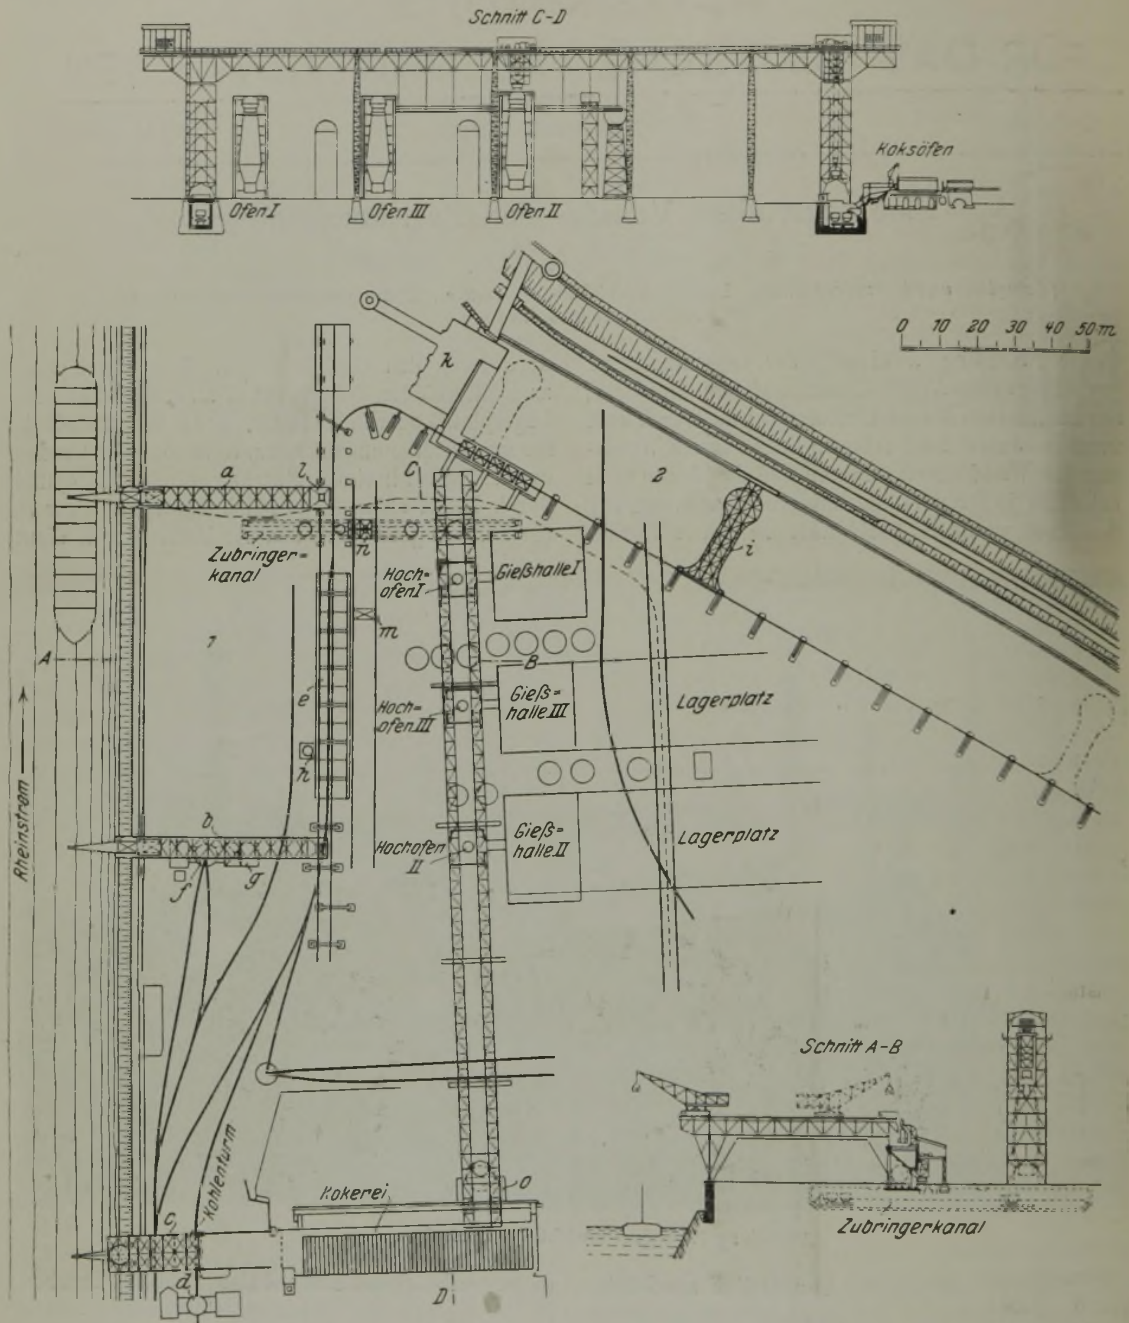 Schnitt C-D
Koksöfen
Ofen I
Ofen III
Ofen II
0 10 20 30 40 50 m
k
a
l
C
2
Zubringer=
kanal
n
Hoch=
ofen I
Gießhalle I
i
m
1
A
B
e
Hoch=
ofen III
Gieß=
halle III
Lagerplatz
h
Rheinstrom
b
f
g
Hochofen
II
Gieß=
halle II
Lagerplatz
Schnitt A-B
Kohlenturm
Kokerei
o
c
Zubringerkanal
d
D